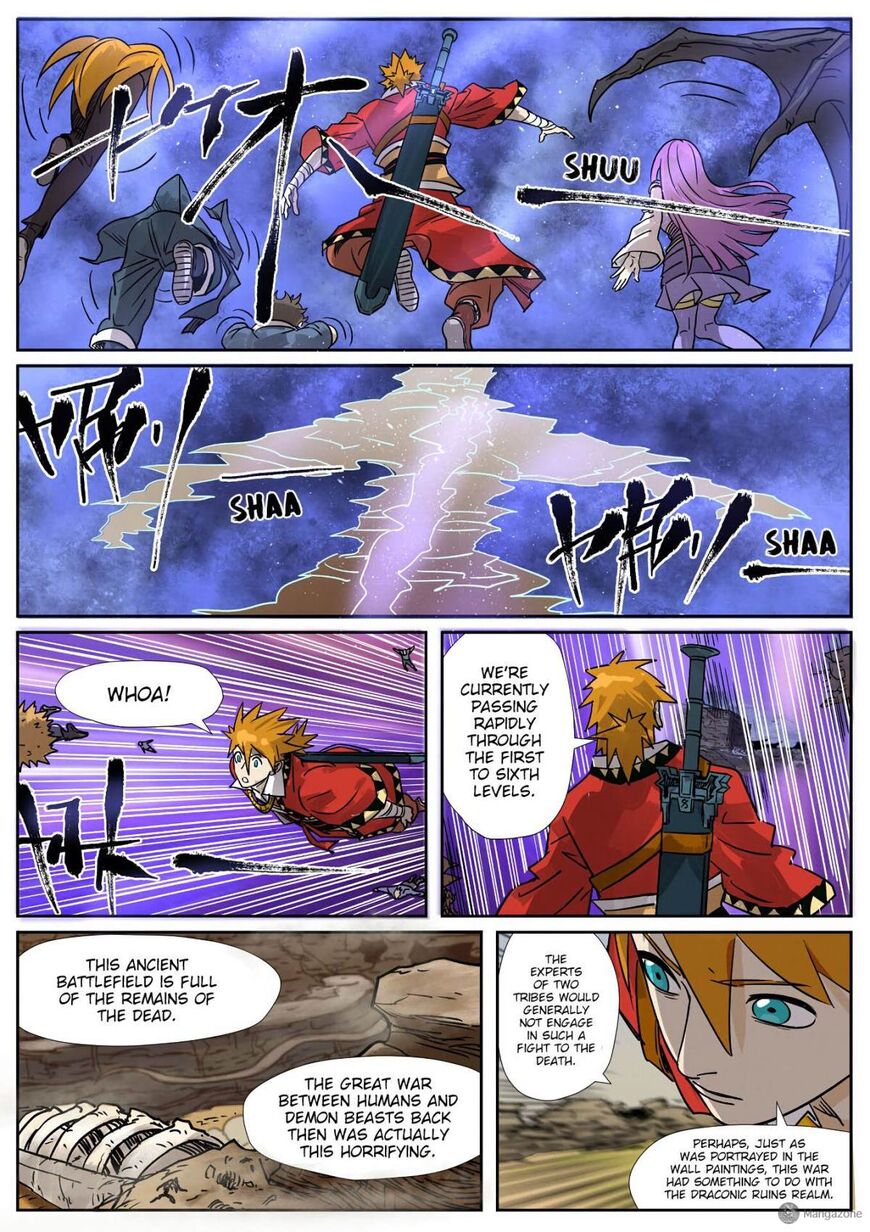 SHUU
SHAA
SHAA
WHOA!
WE'RE
CURRENTLY
PASSING
RAPIDLY
THROUGH
THE FIRST
TO SIXTH
LEVELS.
THIS ANCIENT
BATTLEFIELD IS FULL
OF THE REMAINS OF
THE DEAD.
THE GREAT WAR
BETWEEN HUMANS AND
DEMON BEASTS BACK
THEN WAS ACTUALLY
THIS HORRIFYING.
THE
EXPERTS
OF TWO
TRIBES WOULD
GENERALLY
NOT ENGAGE
IN SUCH A
FIGHT TO THE
DEATH.
PERHAPS, JUST AS
WAS PORTRAYED IN THE
WALL PAINTINGS, THIS WAR
HAD SOMETHING TO DO WITH
THE DRACONIC RUINS REALM.
Mangazone